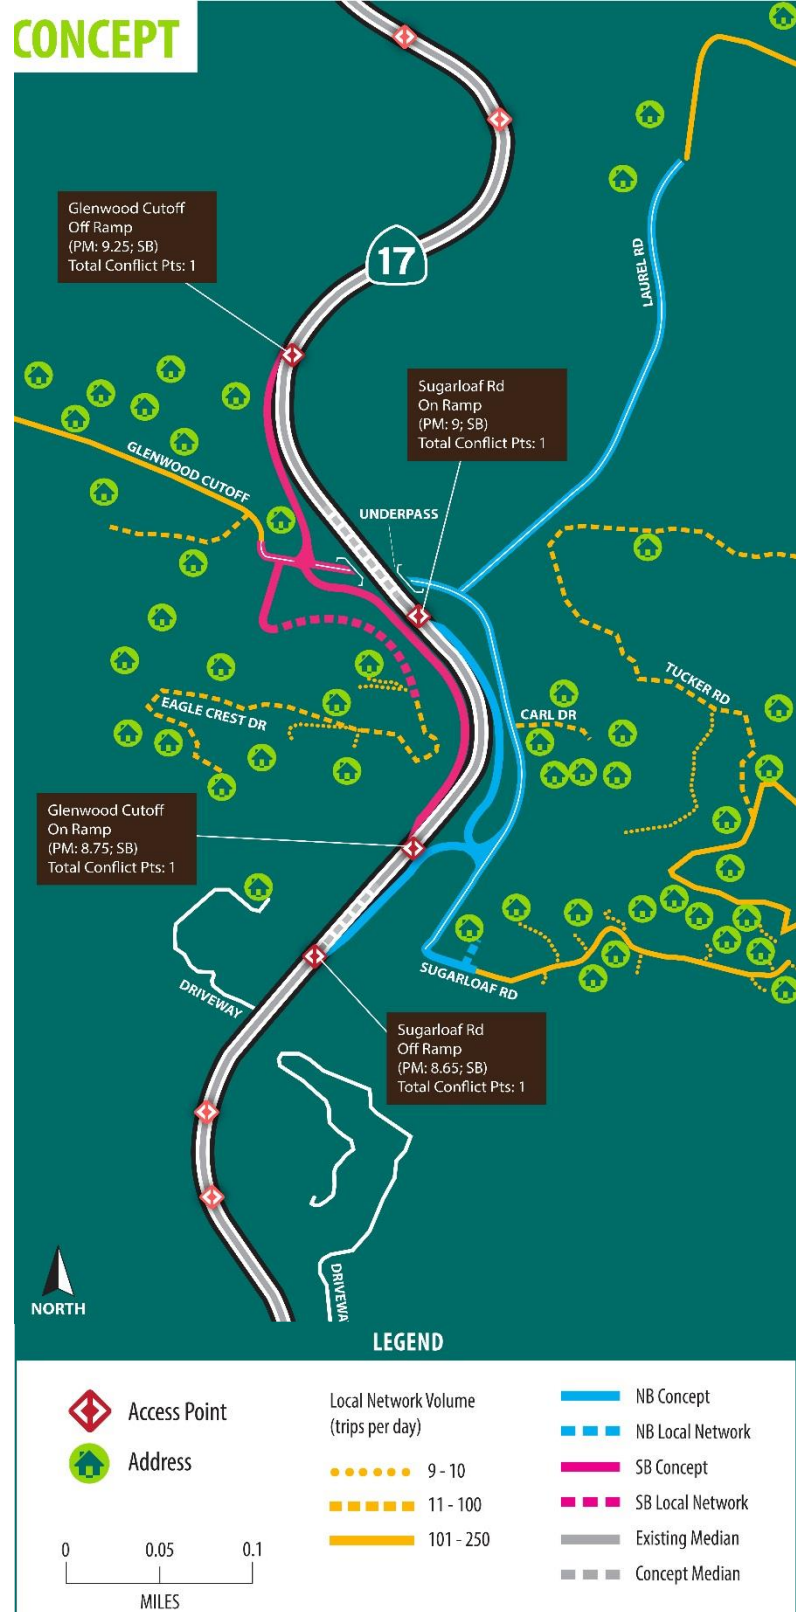 CONCEPT
Glenwood Cutoff
Off Ramp
(PM: 9.25; SB)
Total Conflict Pts: 1
17
LAUREL RD
Sugarloaf Rd
On Ramp
(PM: 9; SB)
Total Conflict Pts: 1
GLENWOOD CUTOFF
UNDERPASS
TUCKER RD
EAGLE CREST DR
CARL DR
Glenwood Cutoff
On Ramp
(PM: 8.75; SB)
Total Conflict Pts: 1
DRIVEWAY
SUGARLOAF RD
Sugarloaf Rd
Off Ramp
(PM: 8.65; SB)
Total Conflict Pts: 1
DRIVEWA
NORTH
LEGEND
Access Point
Address
0 0.05 0.1
MILES
Local Network Volume
(trips per day)
9 - 10
11 - 100
101 - 250
NB Concept
NB Local Network
SB Concept
SB Local Network
Existing Median
Concept Median